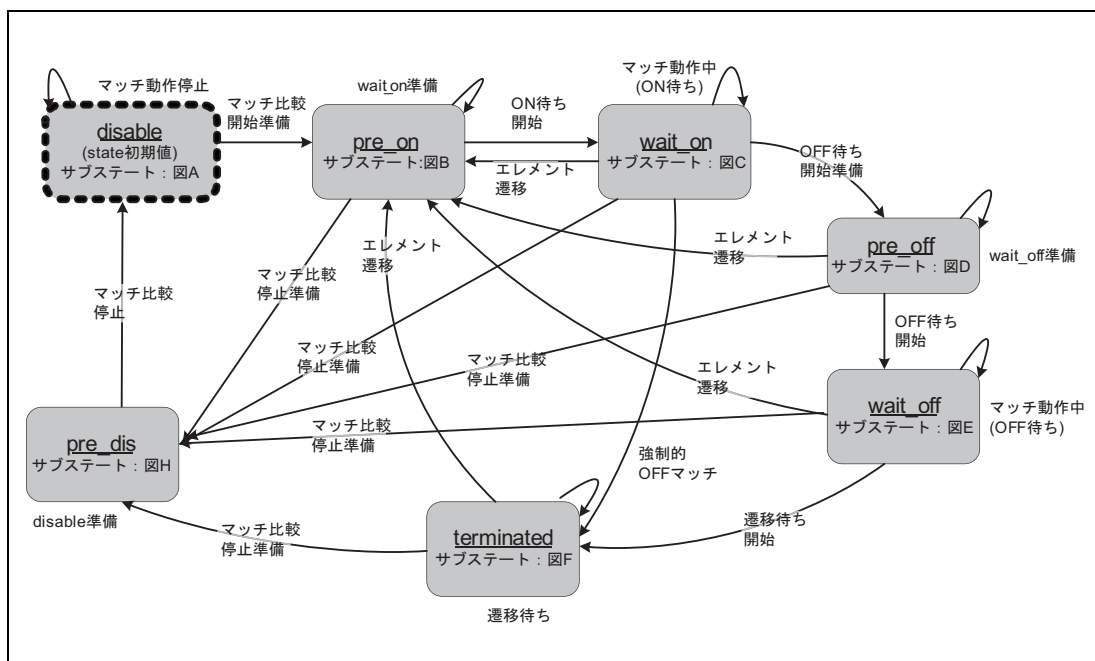 マッチ動作停止
disable
(state初期値)
サブステート：図A
マッチ比較
開始準備
wait_on準備
pre_on
サブステート:図B
ON待ち
開始
マッチ動作中
(ON待ち)
wait_on
サブステート：図C
エレメント
遷移
OFF待ち
開始準備
pre_off
サブステート：図D
wait_off準備
エレメント
遷移
エレメント
遷移
マッチ比較
停止準備
マッチ比較
停止
OFF待ち
開始
マッチ比較
停止準備
エレメント
遷移
wait_off
サブステート：図E
マッチ動作中
(OFF待ち)
pre_dis
サブステート：図H
disable準備
マッチ比較
停止準備
強制的
OFFマッチ
マッチ比較
停止準備
terminated
サブステート：図F
遷移待ち
遷移待ち
開始